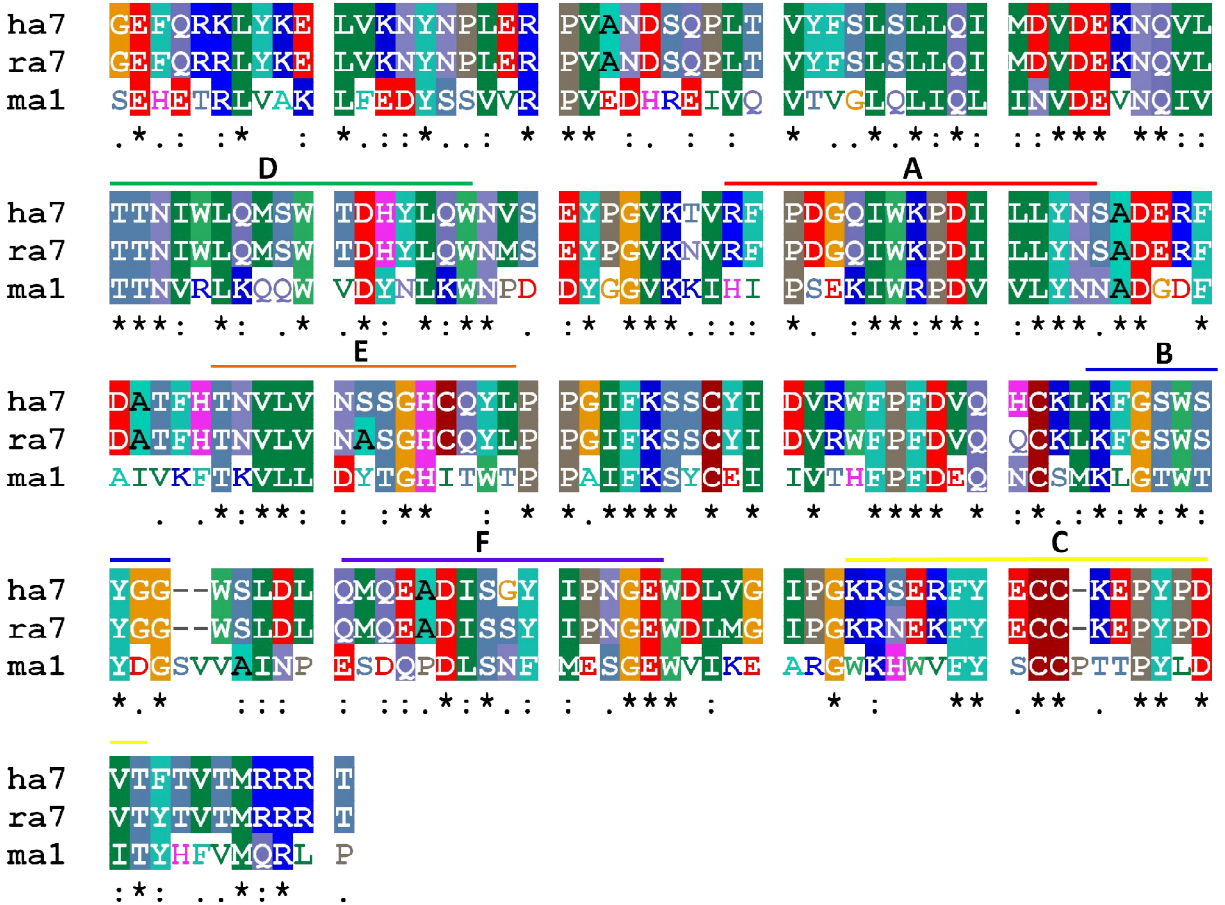 ha7 GEFQRKLYKE LVKNYNPLER PVANDSQPLT VYFSLSLLQI MDVDEKNQVL
ra7 GEFQRRLYKE LVKNYNPLER PVANDSQPLT VYFSLSLLQI MDVDEKNQVL
ma1 SEHETRLVAK LFEDYSSVVR PVEDHREIVQ VTVGLQLIQL INVDEVNQIV
.*.: :* ::.*: : * **:. : : * .*.*:*: :***.**::
D A
ha7 TTNIWLQMSW TDHYLQWNVS EYPGVKTVRF PDGQIWKPDI LLYNSADERF
ra7 TTNIWLQMSW TDHYLQWNMS EYPGVKNVRF PDGQIWKPDI LLYNSADERF
ma1 TTNVRLKQQW VDYNLKWNPD DYGGVKKIHI PSEKIWRPDV VLYNNADGDF
***: *: .* .*: *:** . :* ***.::: *. :**:**: :***.** *
E B
ha7 DATFHTNVLV NSSGHCQYLP PGIFKSSCYI DVRWFPFDVQ HCKLKFGSWS
ra7 DATFHTNVLV NASGHCQYLP PGIFKSSCYI DVRWFPFDVQ QCKLKFGSWS
ma1 AIVKFTKVLL DYTGHITWTP PAIFKSYCEI IVTHFPFDEQ NCSMKLGTWT
. .*:**: : :** : * *.**** * * * **** * :*.:*:*:*:
F C
ha7 YGG--WSLDL QMQEADISGY IPNGEWDLVG IPGKRSERFY ECC-KEPYPD
ra7 YGG--WSLDL QMQEADISSY IPNGEWDLMG IPGKRNEKFY ECC-KEPYPD
ma1 YDGSVVAINP ESDQPDLSNF MESGEWVIKE ARGWKHWVFY SCCPTTPYLD
*.* ::: : ::.*:*.: : .*** : * : ** .** . ** *
ha7 VTFTVTMRRR T
ra7 VTYTVTMRRR T
ma1 ITYHFVMQRL P
:*: ..*:* .